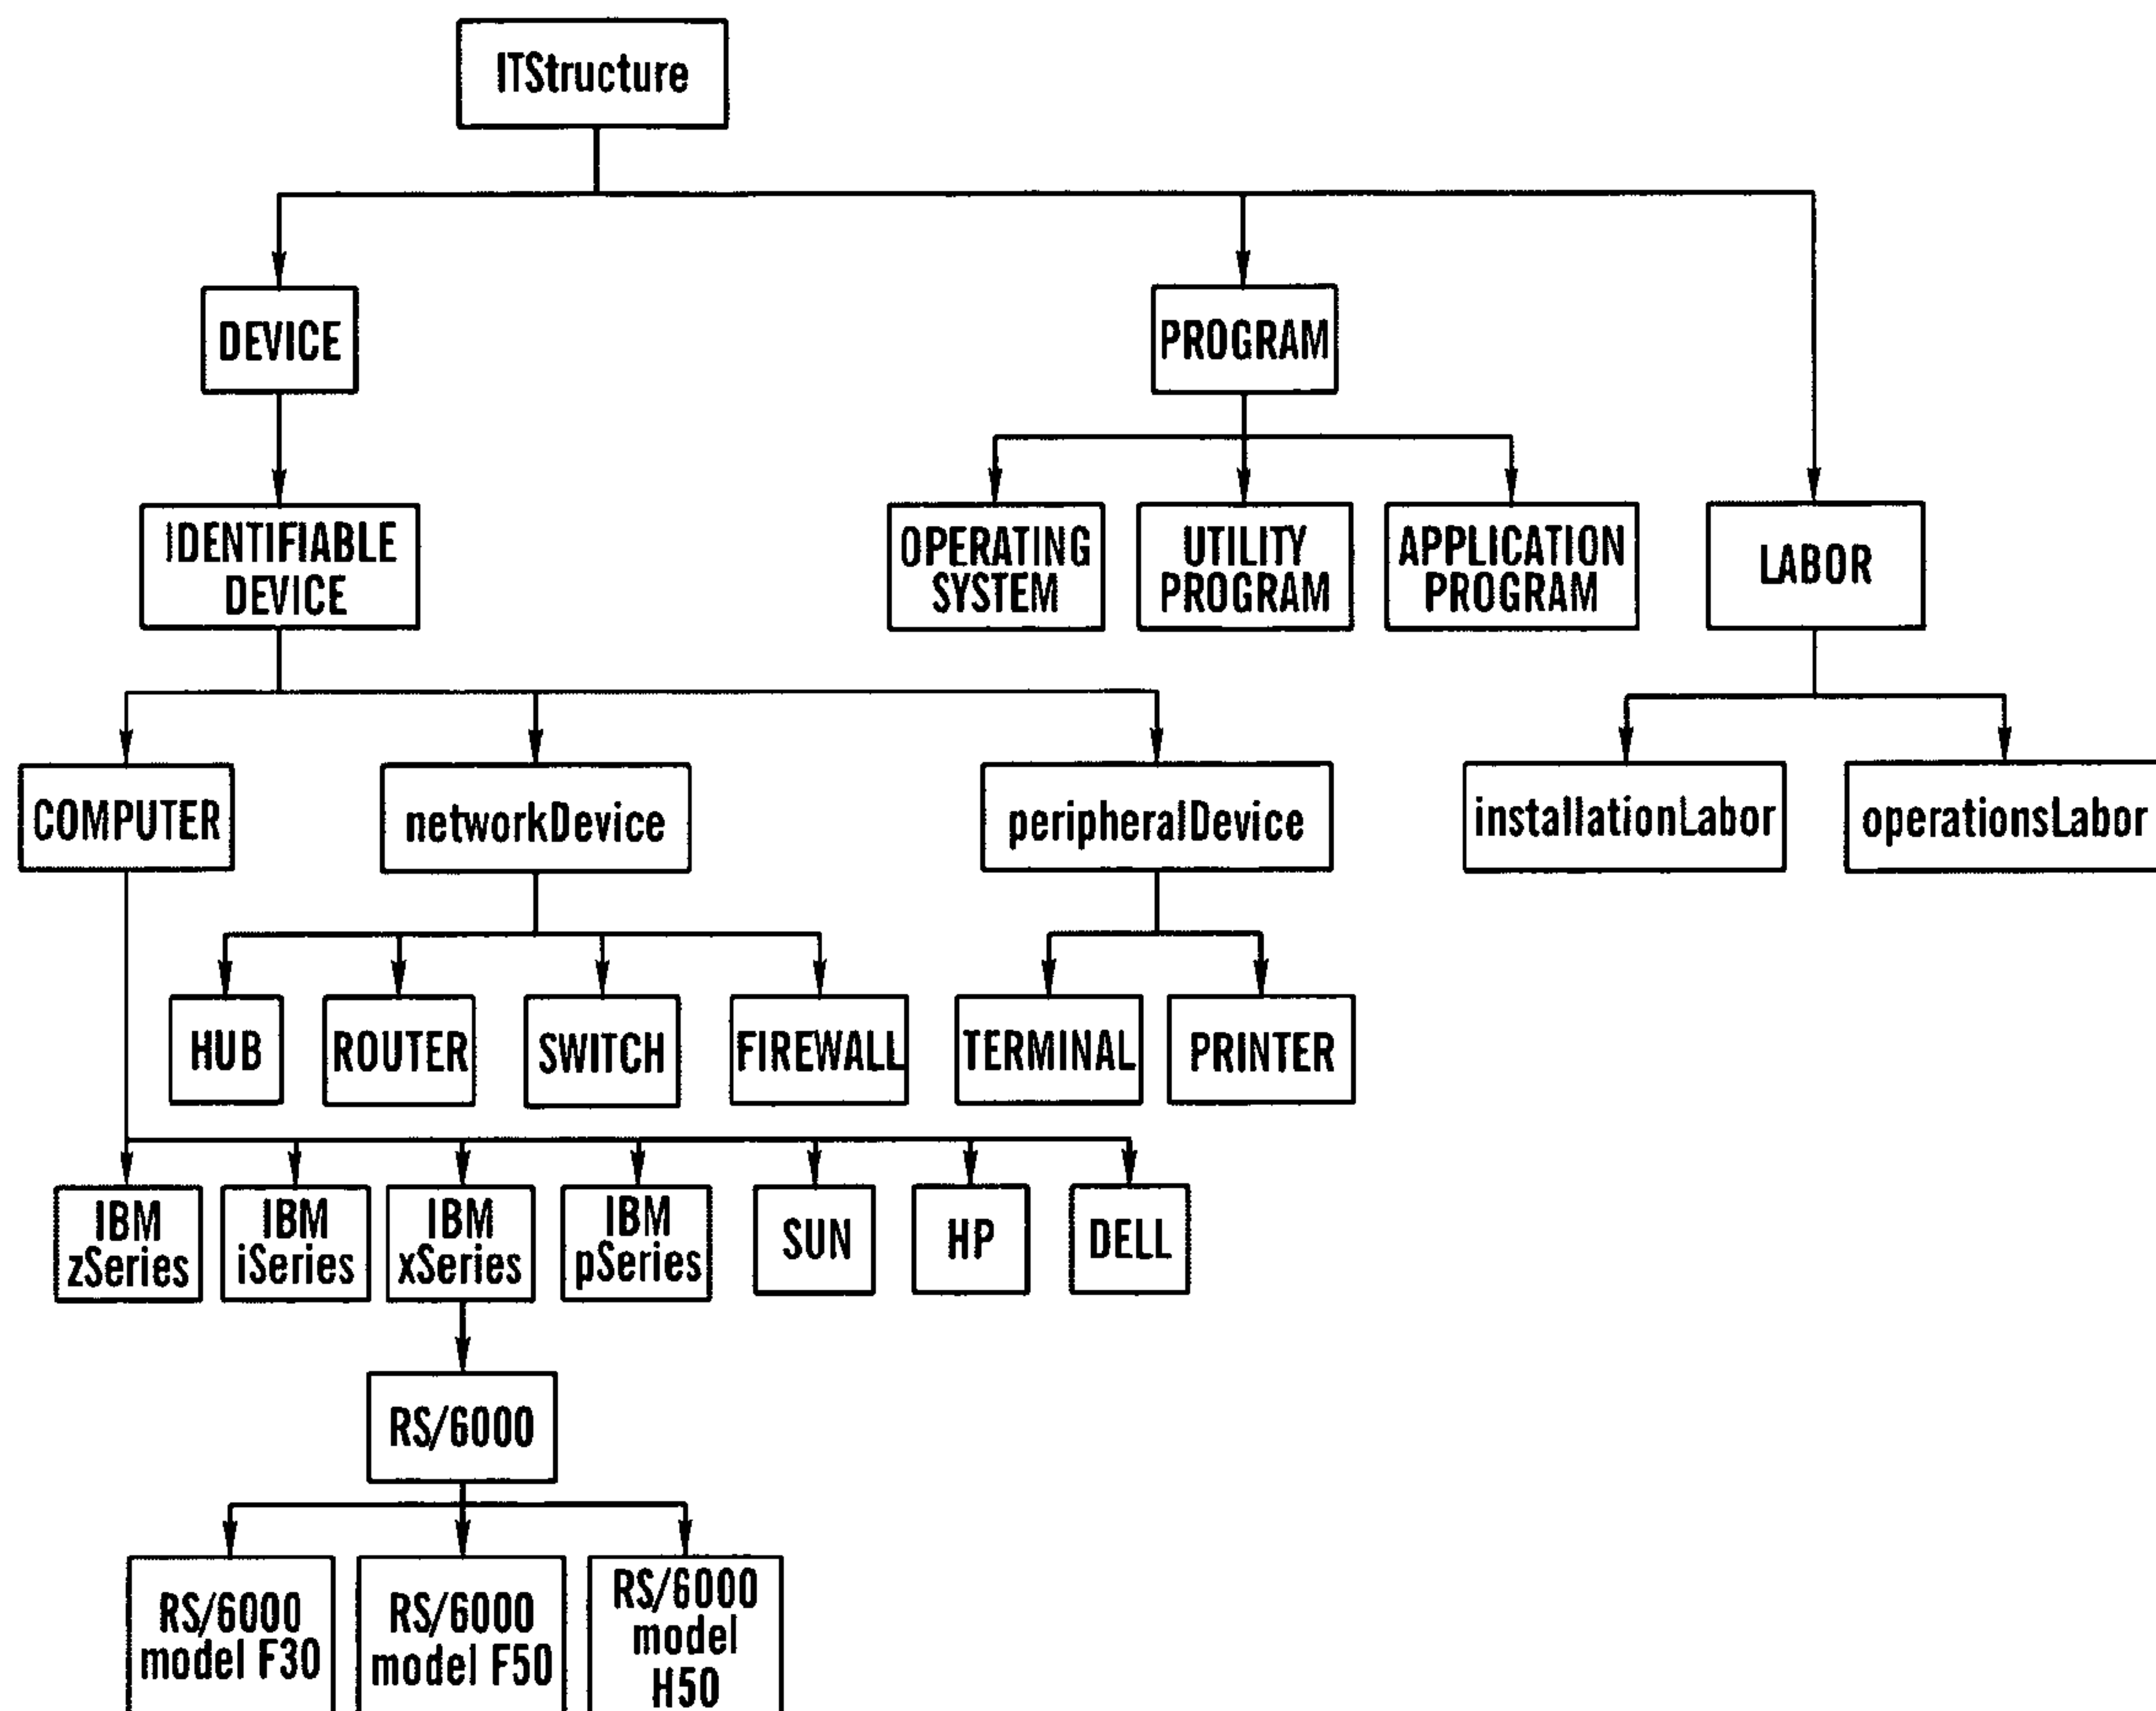 ITStructure
DEVICE
PROGRAM
IDENTIFIABLE
DEVICE
OPERATING
SYSTEM
UTILITY
PROGRAM
APPLICATION
PROGRAM
LABOR
COMPUTER
networkDevice
peripheralDevice
installationLabor
operationsLabor
HUB
ROUTER
SWITCH
FIREWALL
TERMINAL
PRINTER
IBM
zSeries
IBM
iSeries
IBM
xSeries
IBM
pSeries
SUN
HP
DELL
RS/6000
RS/6000
model F30
RS/6000
model F50
RS/6000
model
H50